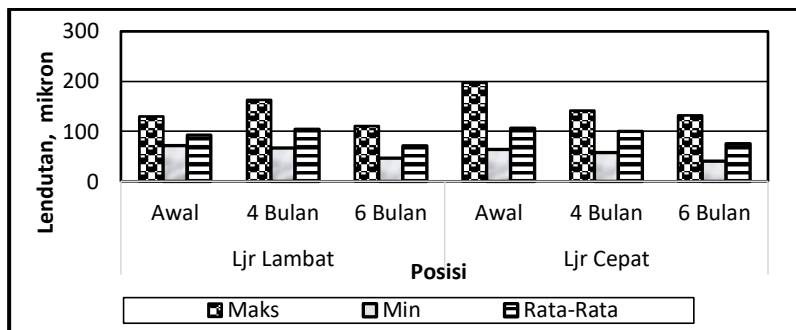 Lendutan, mikron
300
200
100
0
Awal 4 Bulan 6 Bulan Awal 4 Bulan 6 Bulan
Ljr Lambat Ljr Cepat
Posisi
Maks Min Rata-Rata